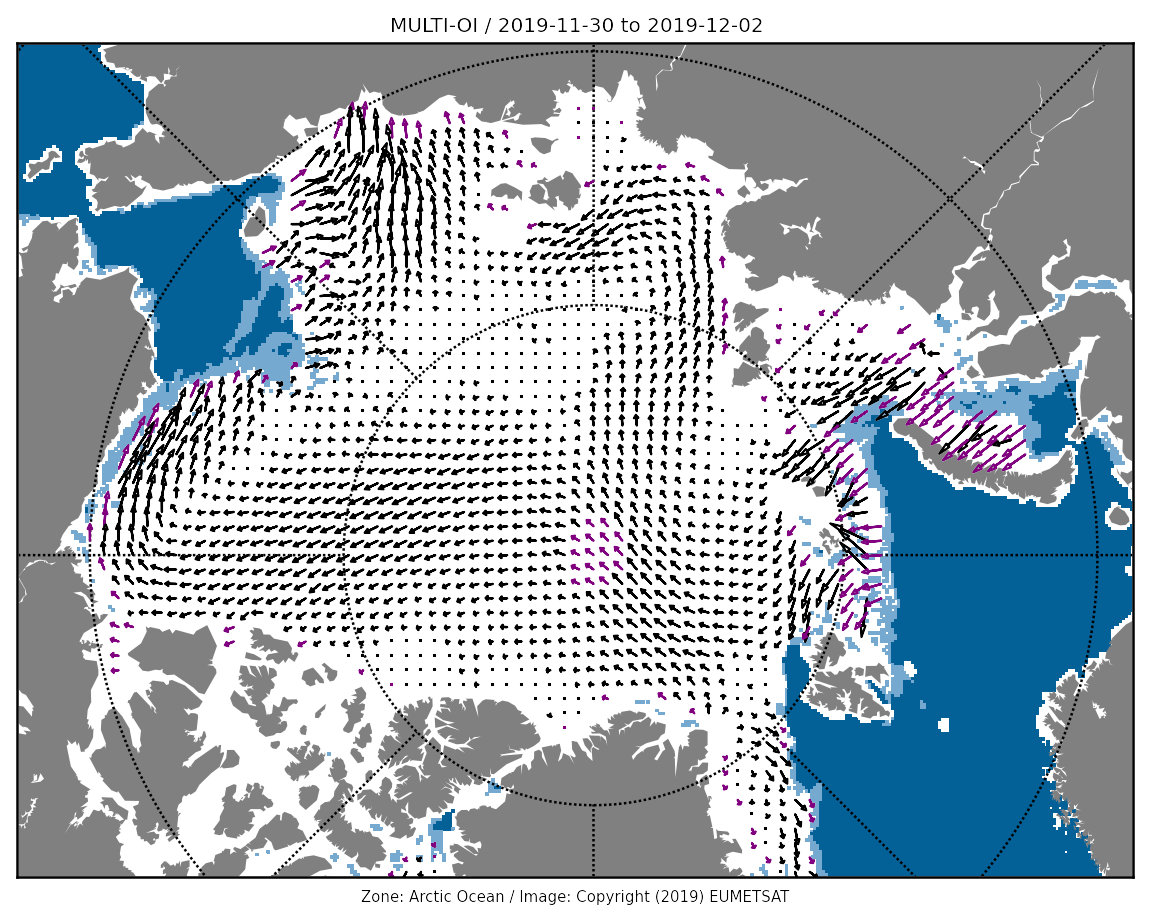 MULTI-OI / 2019-11-30 to 2019-12-02
Zone: Arctic Ocean / Image: Copyright (2019) EUMETSAT